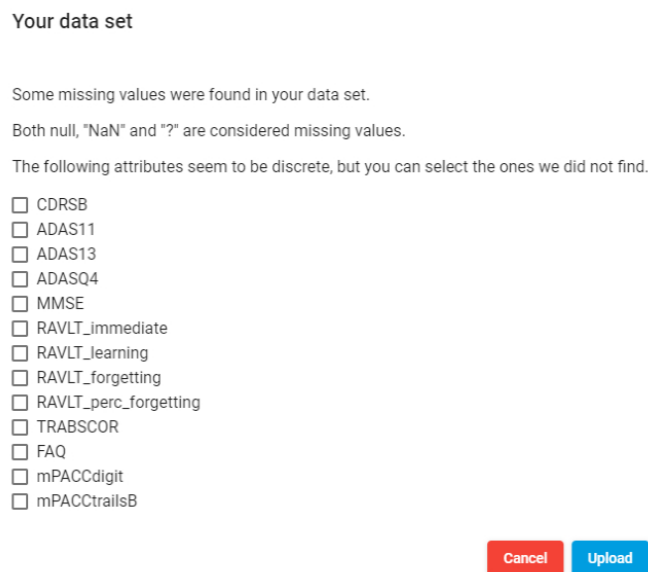 Your data set
Some missing values were found in your data set.
Both null, "NaN" and "?" are considered missing values.
The following attributes seem to be discrete, but you can select the ones we did not find.
CDRSB
ADAS11
ADAS13
ADASQ4
MMSE
RAVLT_immediate
RAVLT_learning
RAVLT_forgetting
RAVLT_perc_forgetting
TRABSCOR
FAQ
mPACCdigit
mPACCtrailsB
Cancel Upload